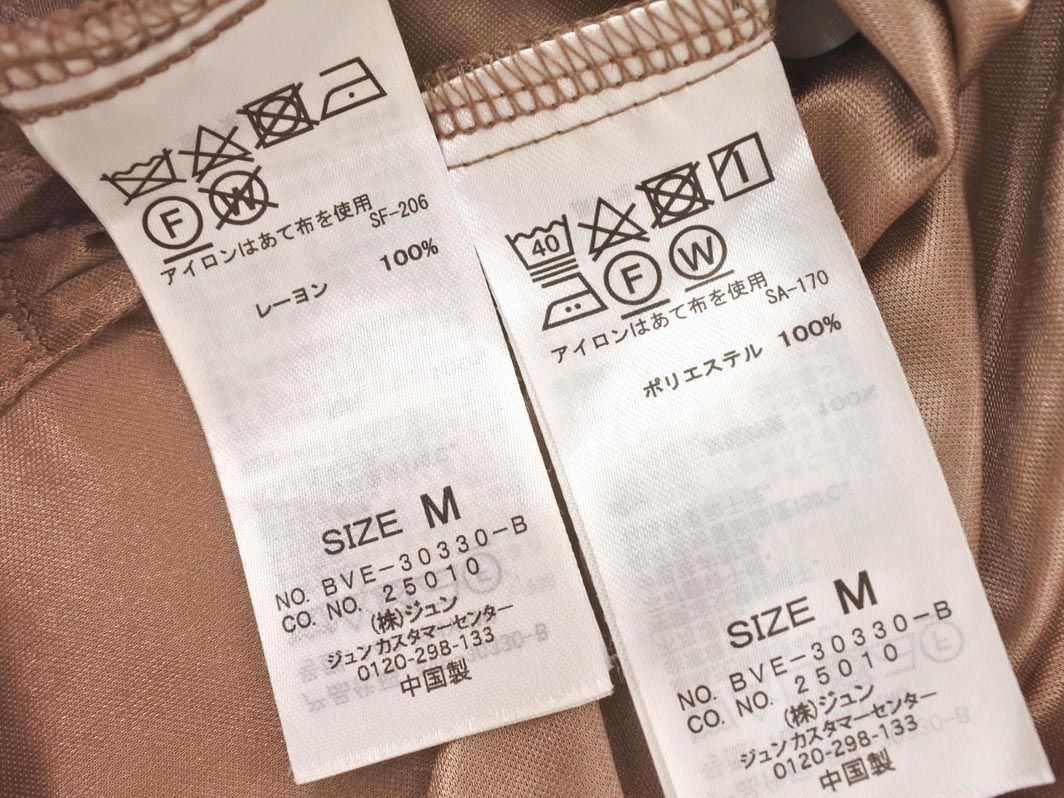 F W
アイロンはあて布を使用
SF-206
レーヨン 100%
SIZE M
NO. BVE-30330-B
CO. NO. 25010
(株)ジュン
ジュンカスタマーセンター
0120-298-133
中国製
40
F W
アイロンはあて布を使用
SA-170
ポリエステル 100%
SIZE M
NO. BVE-30330-B
CO. NO. 25010
(株)ジュン
ジュンカスタマーセンター
0120-298-133
中国製